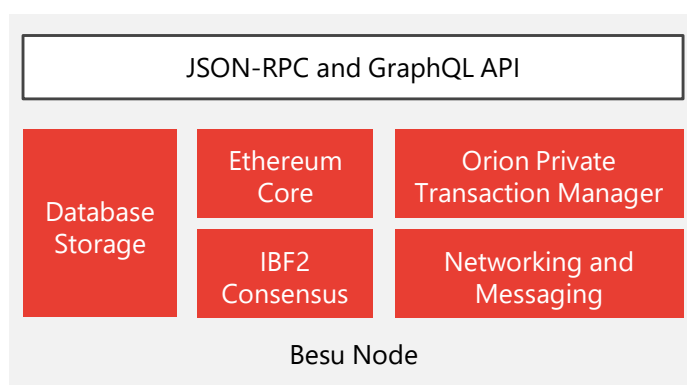 JSON-RPC and GraphQL API
Database
Storage
Ethereum
Core
Orion Private
Transaction Manager
IBF2
Consensus
Networking and
Messaging
Besu Node